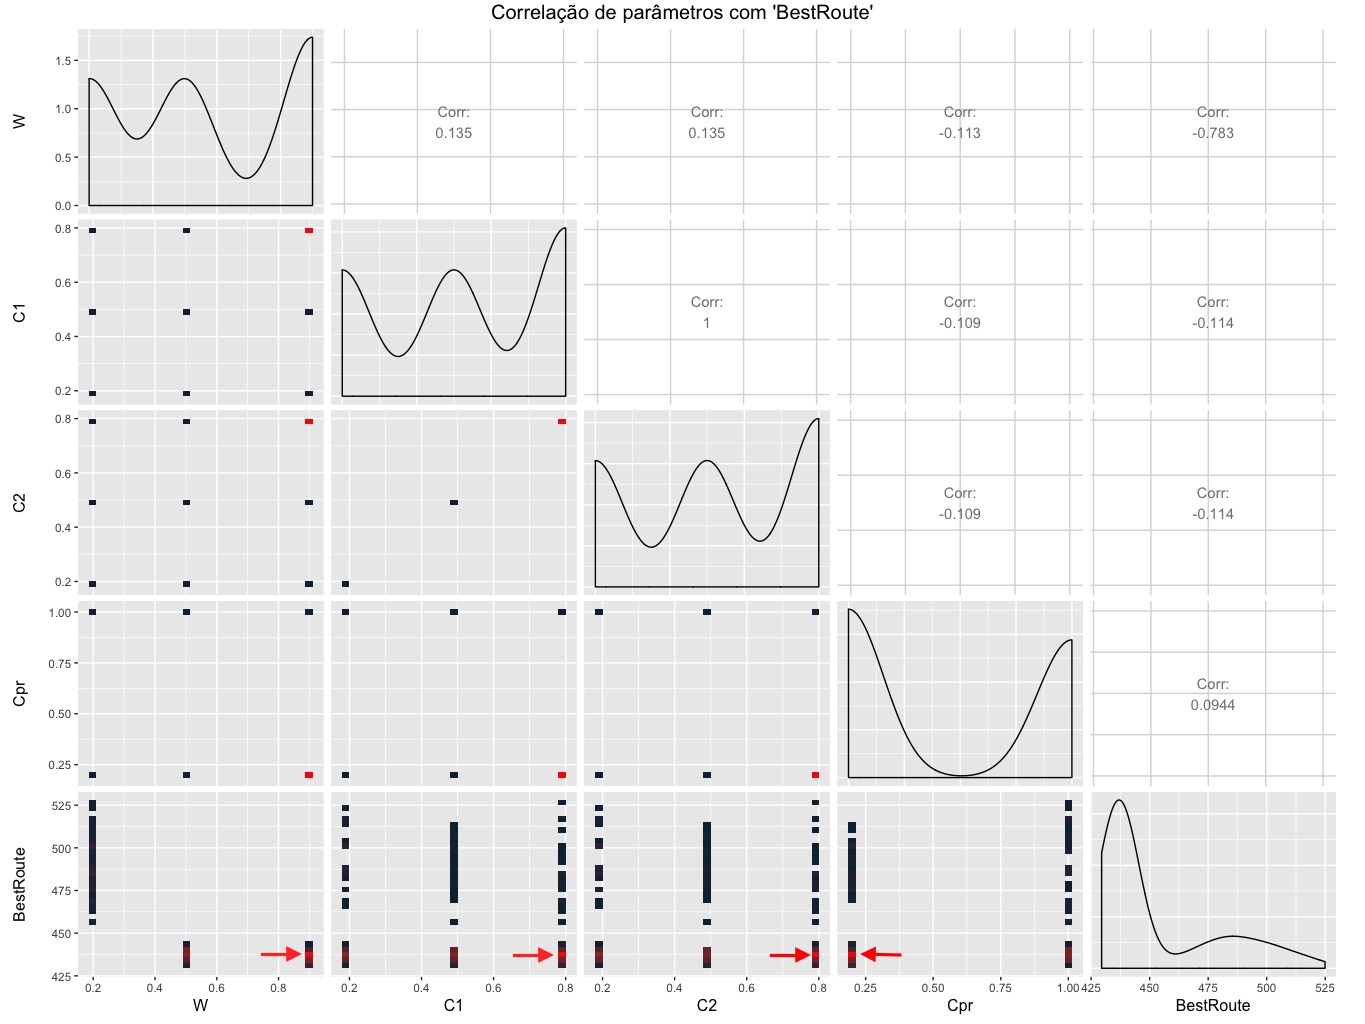 Correlação de parâmetros com 'BestRoute'
1.5
1.0
0.5
0.0
W
Corr:
0.135
Corr:
0.135
Corr:
-0.113
Corr:
-0.783
0.8
0.6
0.4
0.2
C1
Corr:
1
Corr:
-0.109
Corr:
-0.114
0.8
0.6
0.4
0.2
C2
Corr:
-0.109
Corr:
-0.114
1.00
0.75
0.50
0.25
Cpr
Corr:
0.0944
525
500
475
450
425
BestRoute
0.2 0.4 0.6 0.8
0.2 0.4 0.6 0.8
0.2 0.4 0.6 0.8
0.25 0.50 0.75 1.00
425 450 475 500 525
W C1 C2 Cpr BestRoute